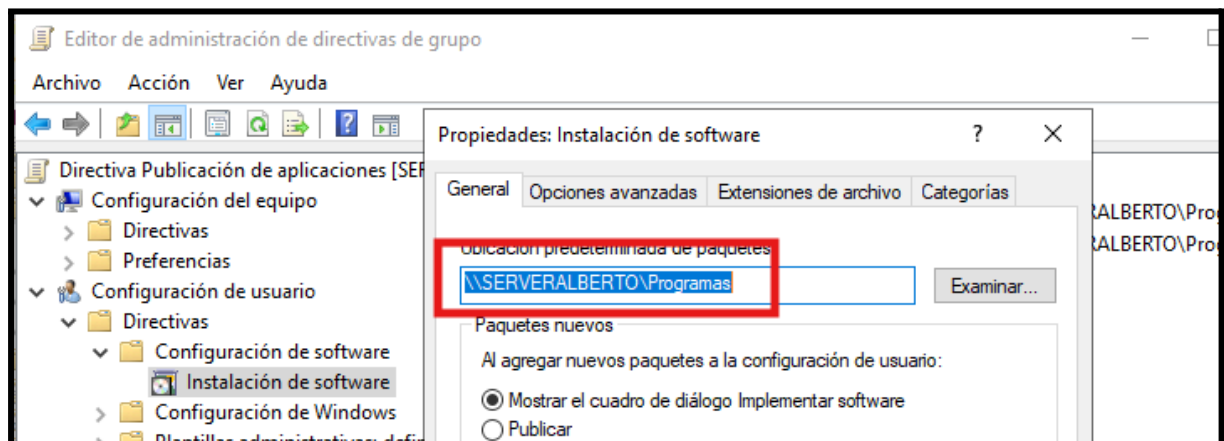 Editor de administración de directivas de grupo
Archivo Acción Ver Ayuda
Propiedades: Instalación de software ? X
Directiva Publicación de aplicaciones [SER
General Opciones avanzadas Extensiones de archivo Categorías
Configuración del equipo
RALBERTO\Prog
Directivas
RALBERTO\Prog
Ubicación predeterminada de paquetes
Preferencias
\\SERVERALBERTO\Programas
Examinar...
Configuración de usuario
Directivas
Paquetes nuevos
Configuración de software
Al agregar nuevos paquetes a la configuración de usuario:
Instalación de software
Mostrar el cuadro de diálogo Implementar software
Configuración de Windows
Publicar
Plantillas administrativas: defin